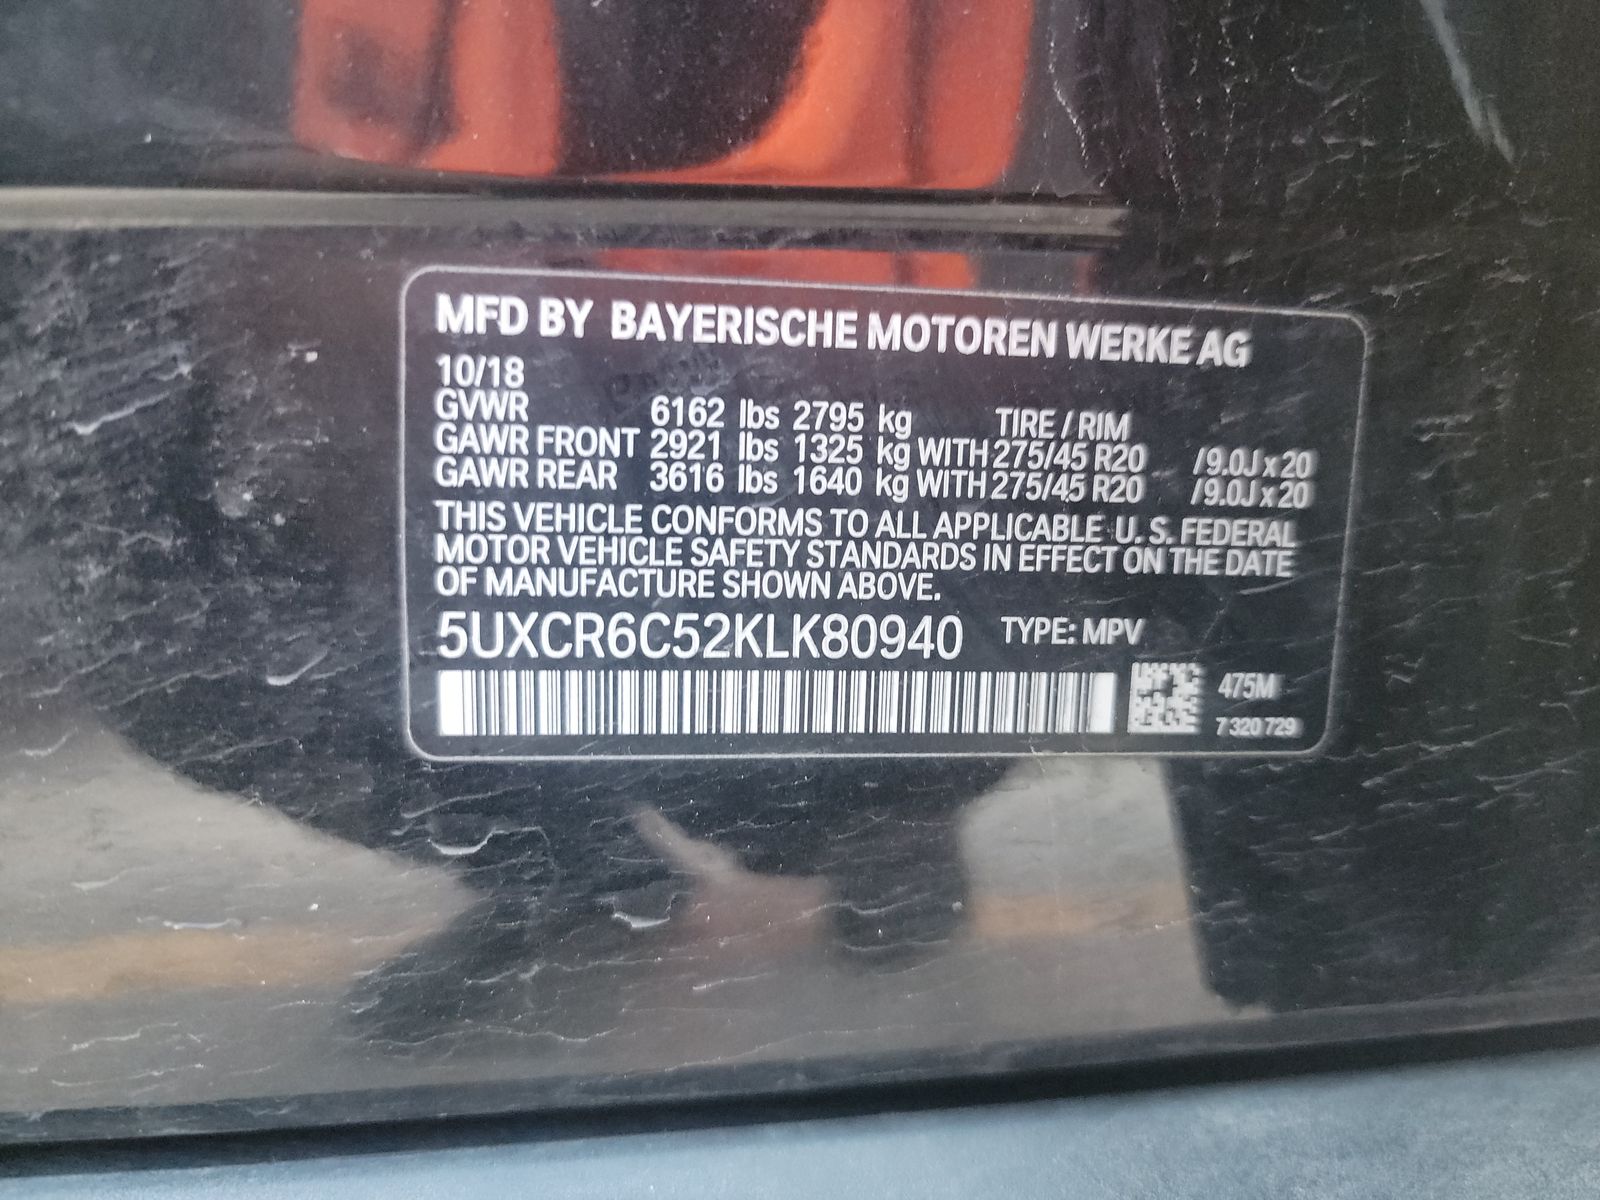 MFD BY BAYERISCHE MOTOREN WERKE AG
10/18
GVWR 6162 lbs 2795 kg TIRE / RIM
GAWR FRONT 2921 lbs 1325 kg WITH 275/45 R20 /9.0J x 20
GAWR REAR 3616 lbs 1640 kg WITH 275/45 R20 /9.0J x 20
THIS VEHICLE CONFORMS TO ALL APPLICABLE U. S. FEDERAL
MOTOR VEHICLE SAFETY STANDARDS IN EFFECT ON THE DATE
OF MANUFACTURE SHOWN ABOVE.
5UXCR6C52KLK80940 TYPE: MPV
475M
7 320 729